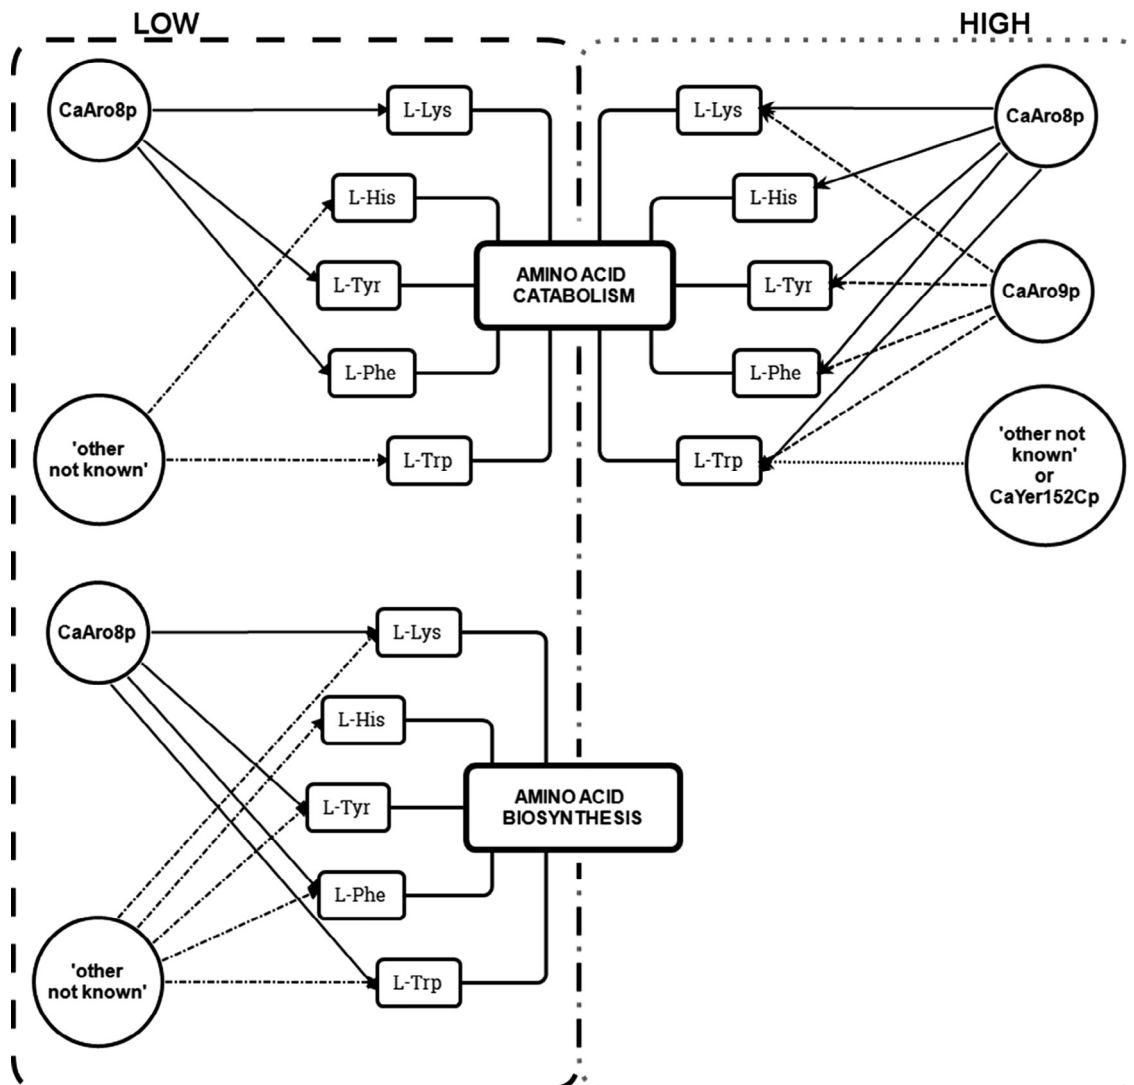 LOW
HIGH
CaAro8p
L-Lys
L-His
L-Tyr
L-Phe
L-Trp
'other
not known'
AMINO ACID
CATABOLISM
L-Lys
L-His
L-Tyr
L-Phe
L-Trp
CaAro8p
CaAro9p
'other not
known'
or
CaYer152Cp
CaAro8p
L-Lys
L-His
L-Tyr
L-Phe
L-Trp
'other
not known'
AMINO ACID
BIOSYNTHESIS